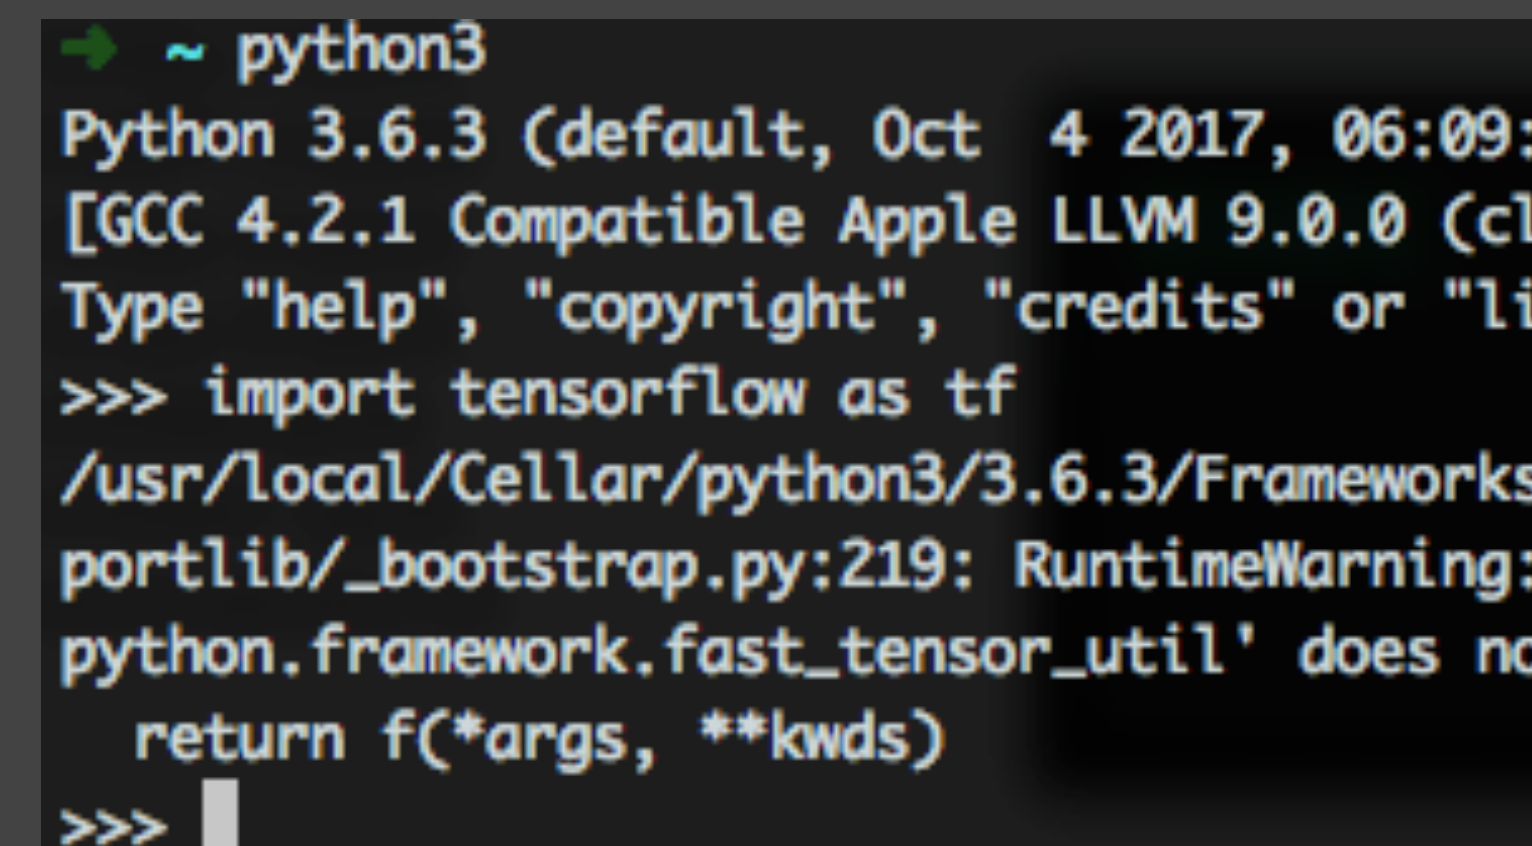 ➜ ~ python3
Python 3.6.3 (default, Oct  4 2017, 06:09:
[GCC 4.2.1 Compatible Apple LLVM 9.0.0 (cl
Type "help", "copyright", "credits" or "li
>>> import tensorflow as tf
/usr/local/Cellar/python3/3.6.3/Frameworks
portlib/_bootstrap.py:219: RuntimeWarning:
python.framework.fast_tensor_util' does no
  return f(*args, **kwds)
>>>